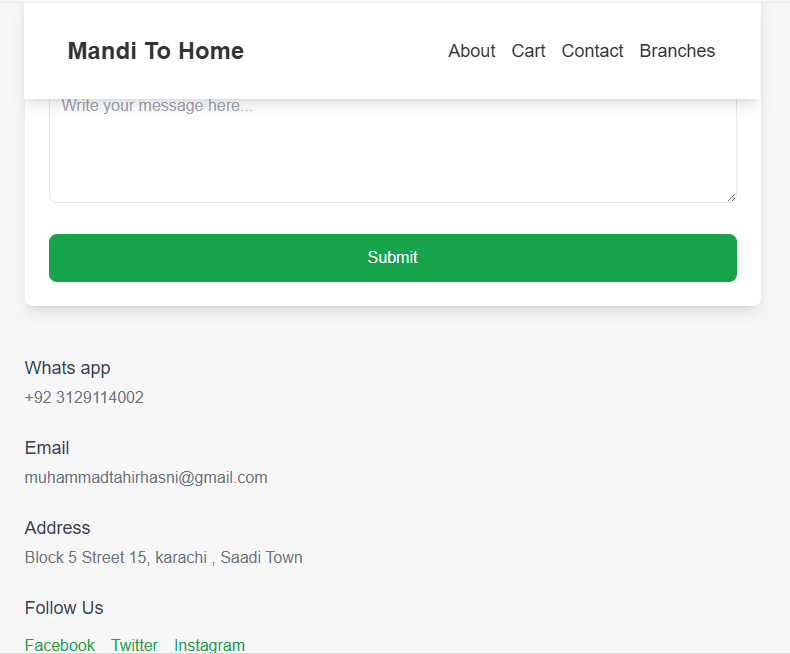 Mandi To Home
About Cart Contact Branches
Write your message here...
Submit
Whats app
+92 3129114002
Email
muhammadtahirhasni@gmail.com
Address
Block 5 Street 15, karachi , Saadi Town
Follow Us
Facebook Twitter Instagram